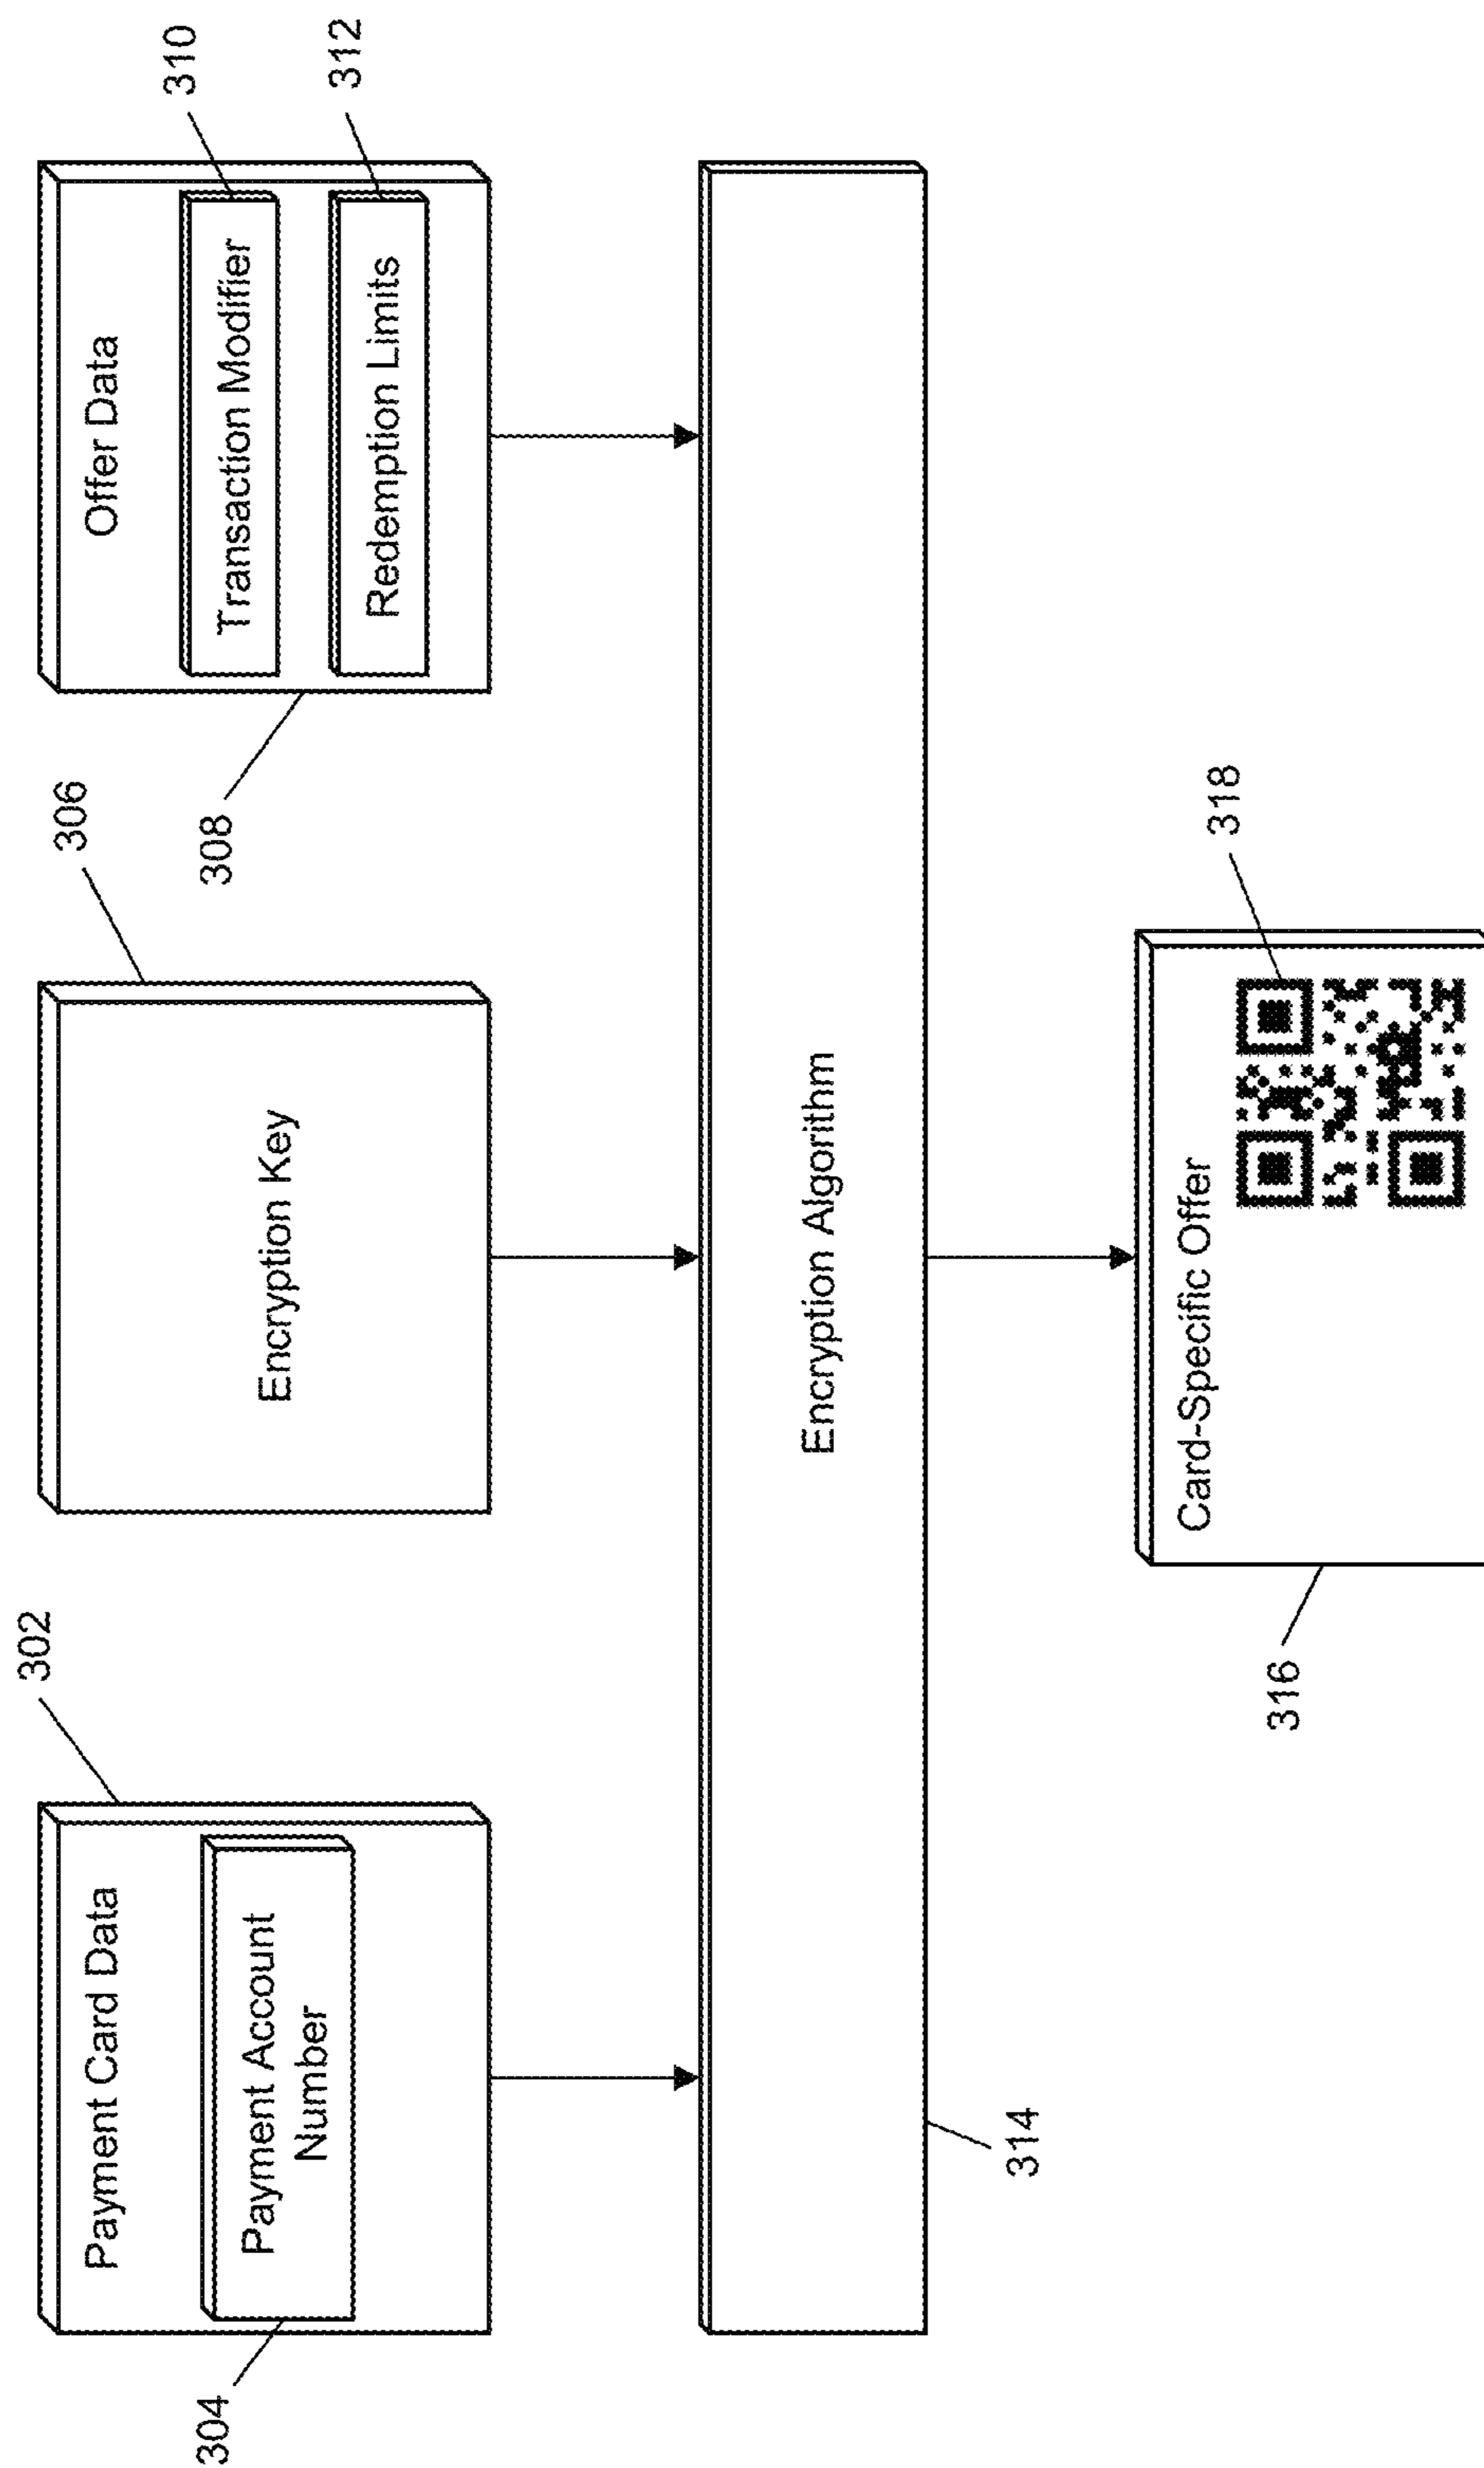 302
306
310
312
Payment Card Data
Payment Account
Number
304
Encryption Key
Offer Data
Transaction Modifier
Redemption Limits
308
Encryption Algorithm
314
Card-Specific Offer
316
318